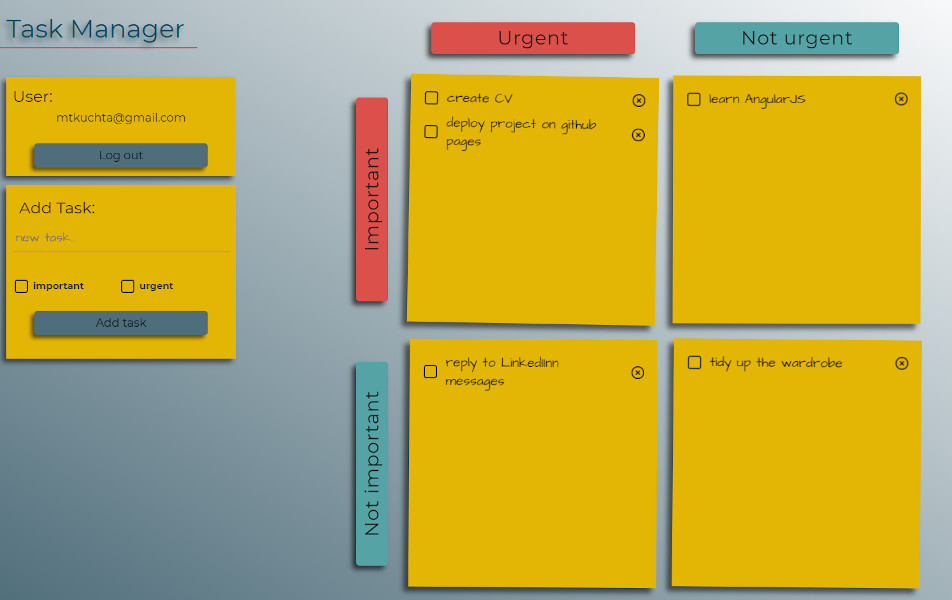 Task Manager
User:
mtkuchta@gmail.com
Log out
Add Task:
new task...
important
urgent
Add task
Urgent
Not urgent
Important
create CV
deploy project on github
pages
learn AngularJS
Not important
reply to LinkedIinn
messages
tidy up the wardrobe